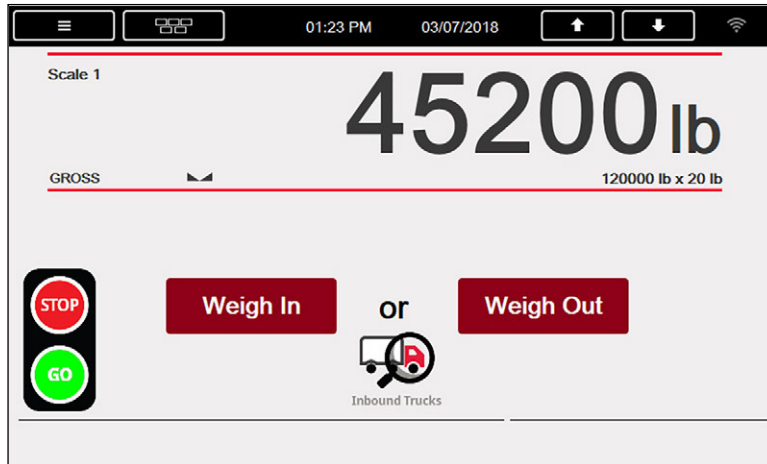 01:23 PM 03/07/2018
Scale 1
45200 lb
GROSS 120000 lb x 20 lb
STOP
Weigh In or Weigh Out
GO
Inbound Trucks